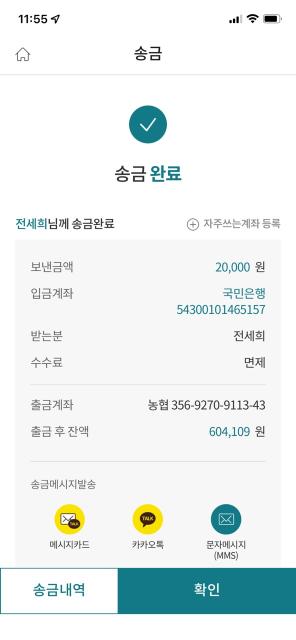 11:55
송금
송금 완료
전세희님께 송금완료
자주쓰는계좌 등록
보낸금액 20,000 원
입금계좌 국민은행
54300101465157
받는분 전세희
수수료 면제
출금계좌 농협 356-9270-9113-43
출금 후 잔액 604,109 원
송금메시지발송
TALK
TALK
메시지카드 카카오톡 문자메시지
(MMS)
송금내역 확인